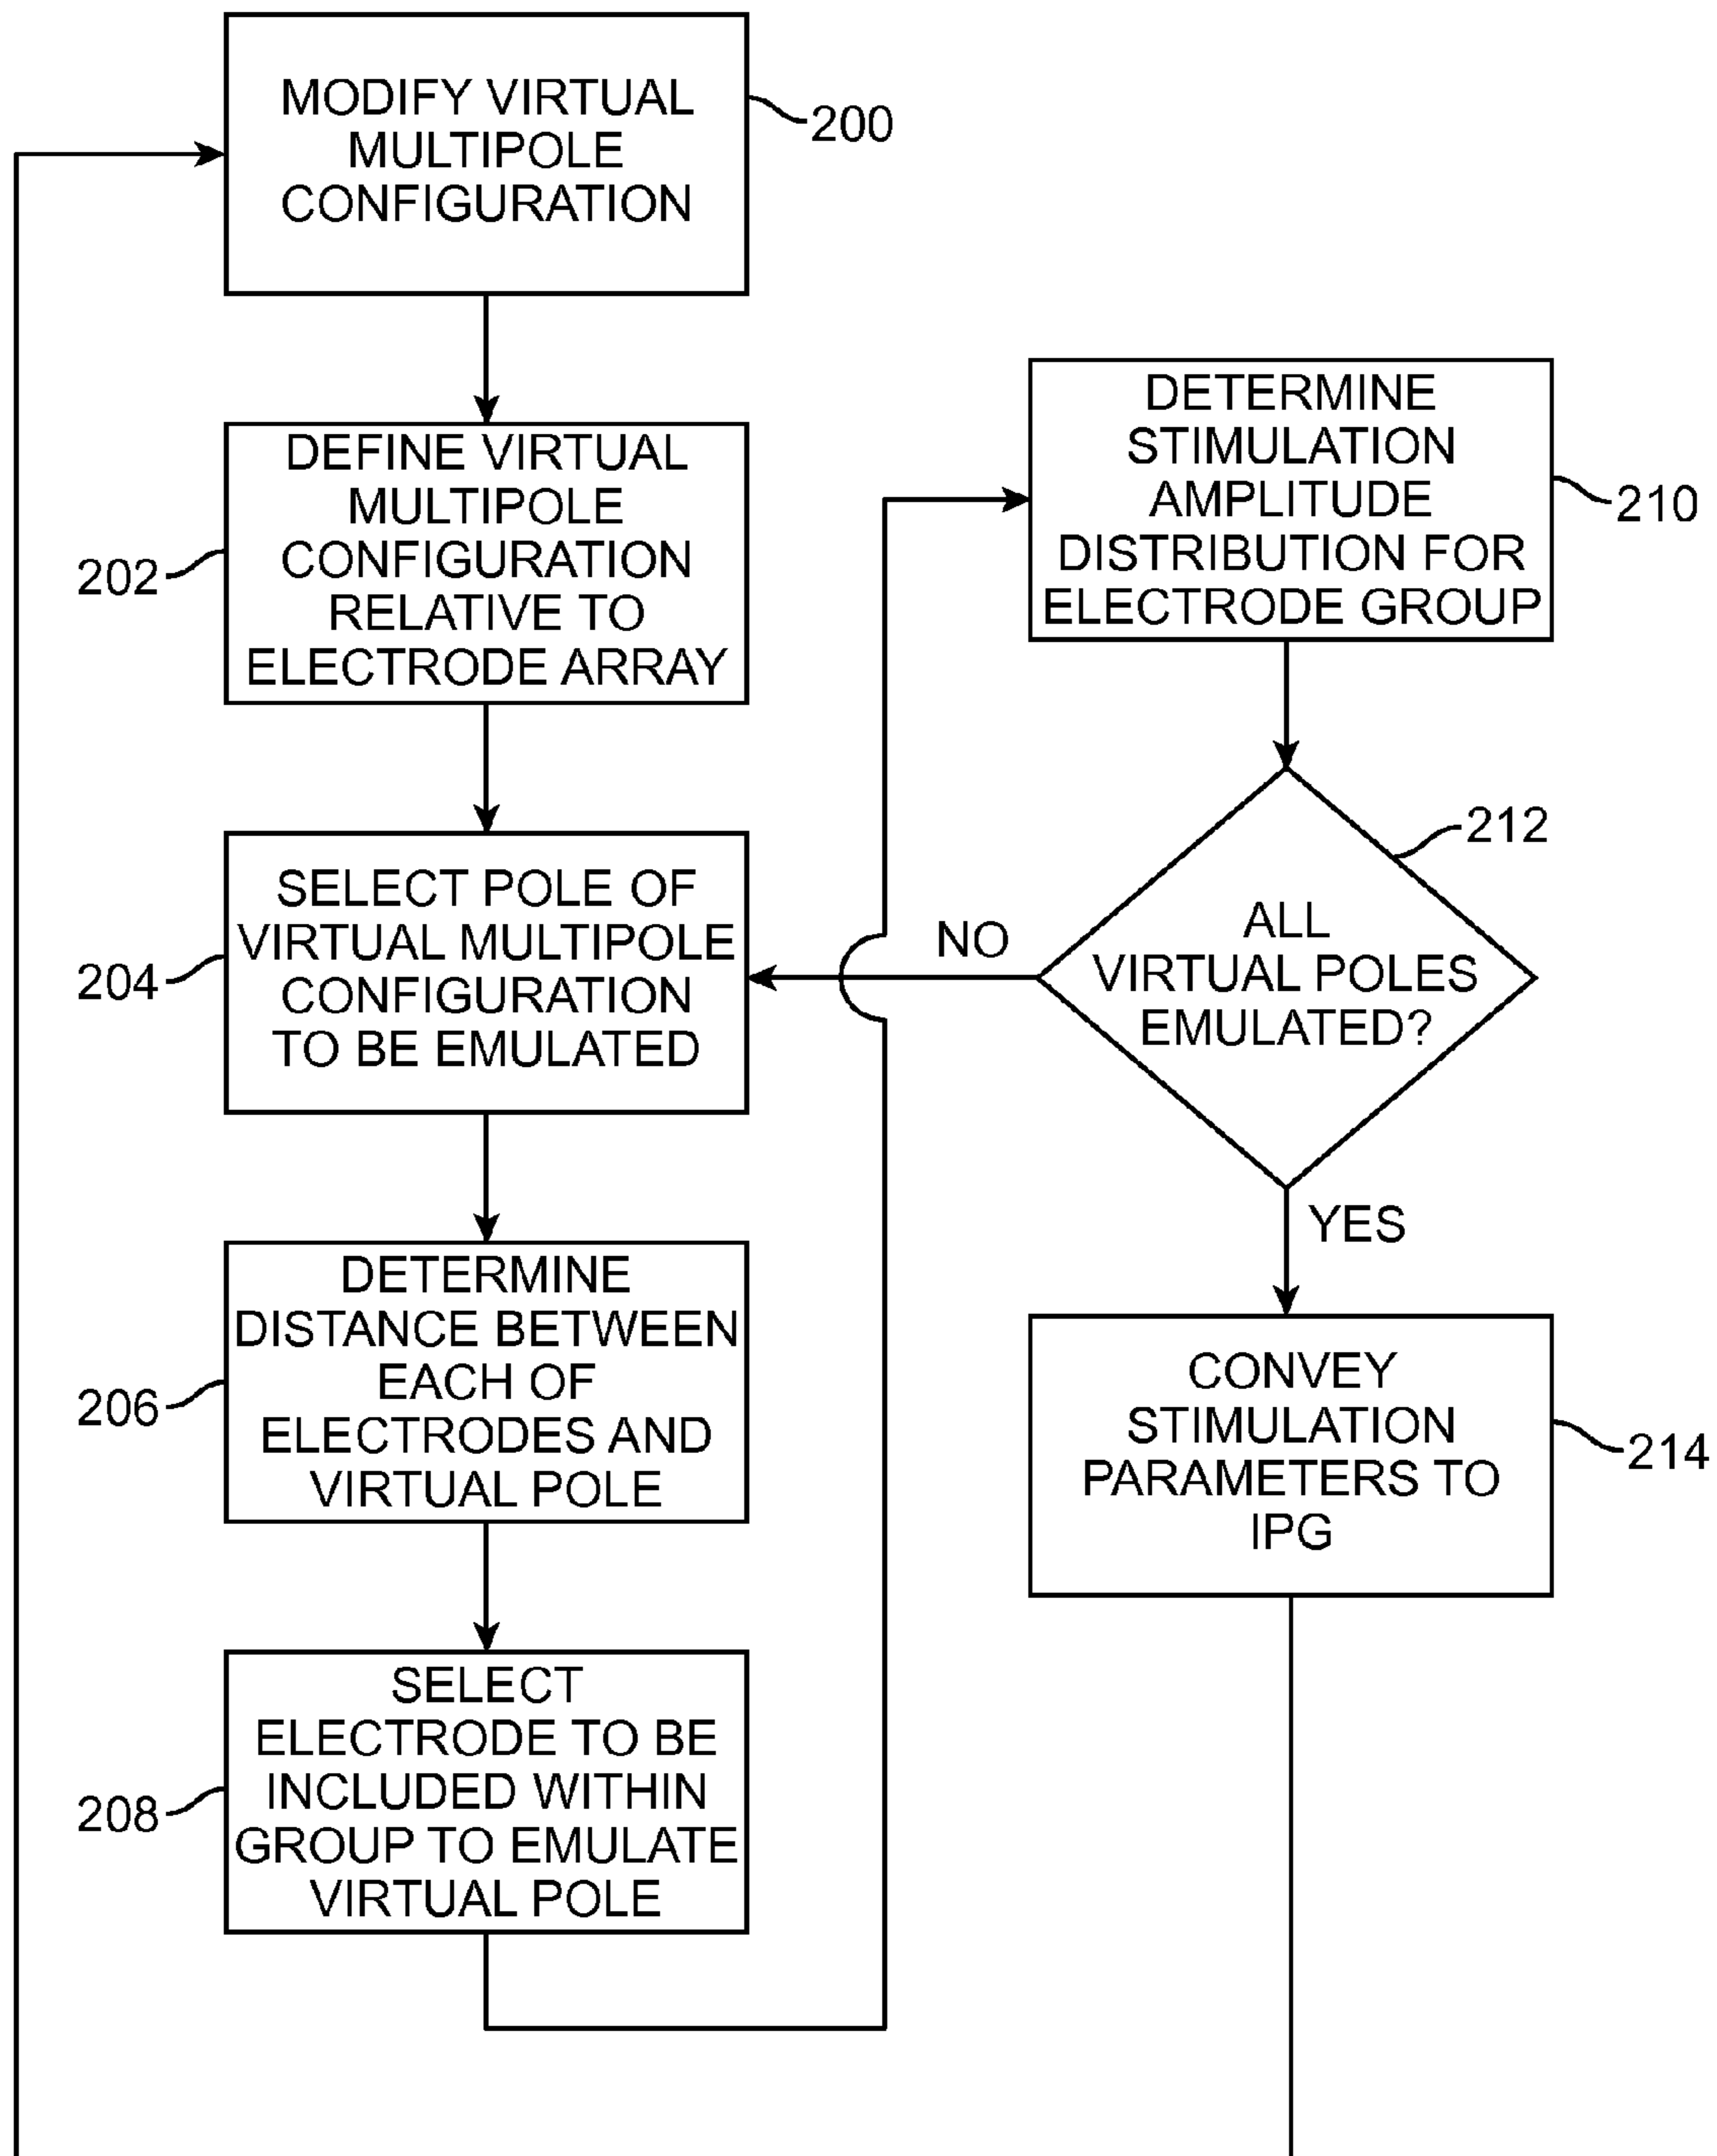 MODIFY VIRTUAL
MULTIPOLE
CONFIGURATION
200
DEFINE VIRTUAL
MULTIPOLE
CONFIGURATION
RELATIVE TO
ELECTRODE ARRAY
202
SELECT POLE OF
VIRTUAL MULTIPOLE
CONFIGURATION
TO BE EMULATED
204
DETERMINE
DISTANCE BETWEEN
EACH OF
ELECTRODES AND
VIRTUAL POLE
206
SELECT
ELECTRODE TO BE
INCLUDED WITHIN
GROUP TO EMULATE
VIRTUAL POLE
208
DETERMINE
STIMULATION
AMPLITUDE
DISTRIBUTION FOR
ELECTRODE GROUP
210
ALL
VIRTUAL POLES
EMULATED?
212
NO
YES
CONVEY
STIMULATION
PARAMETERS TO
IPG
214